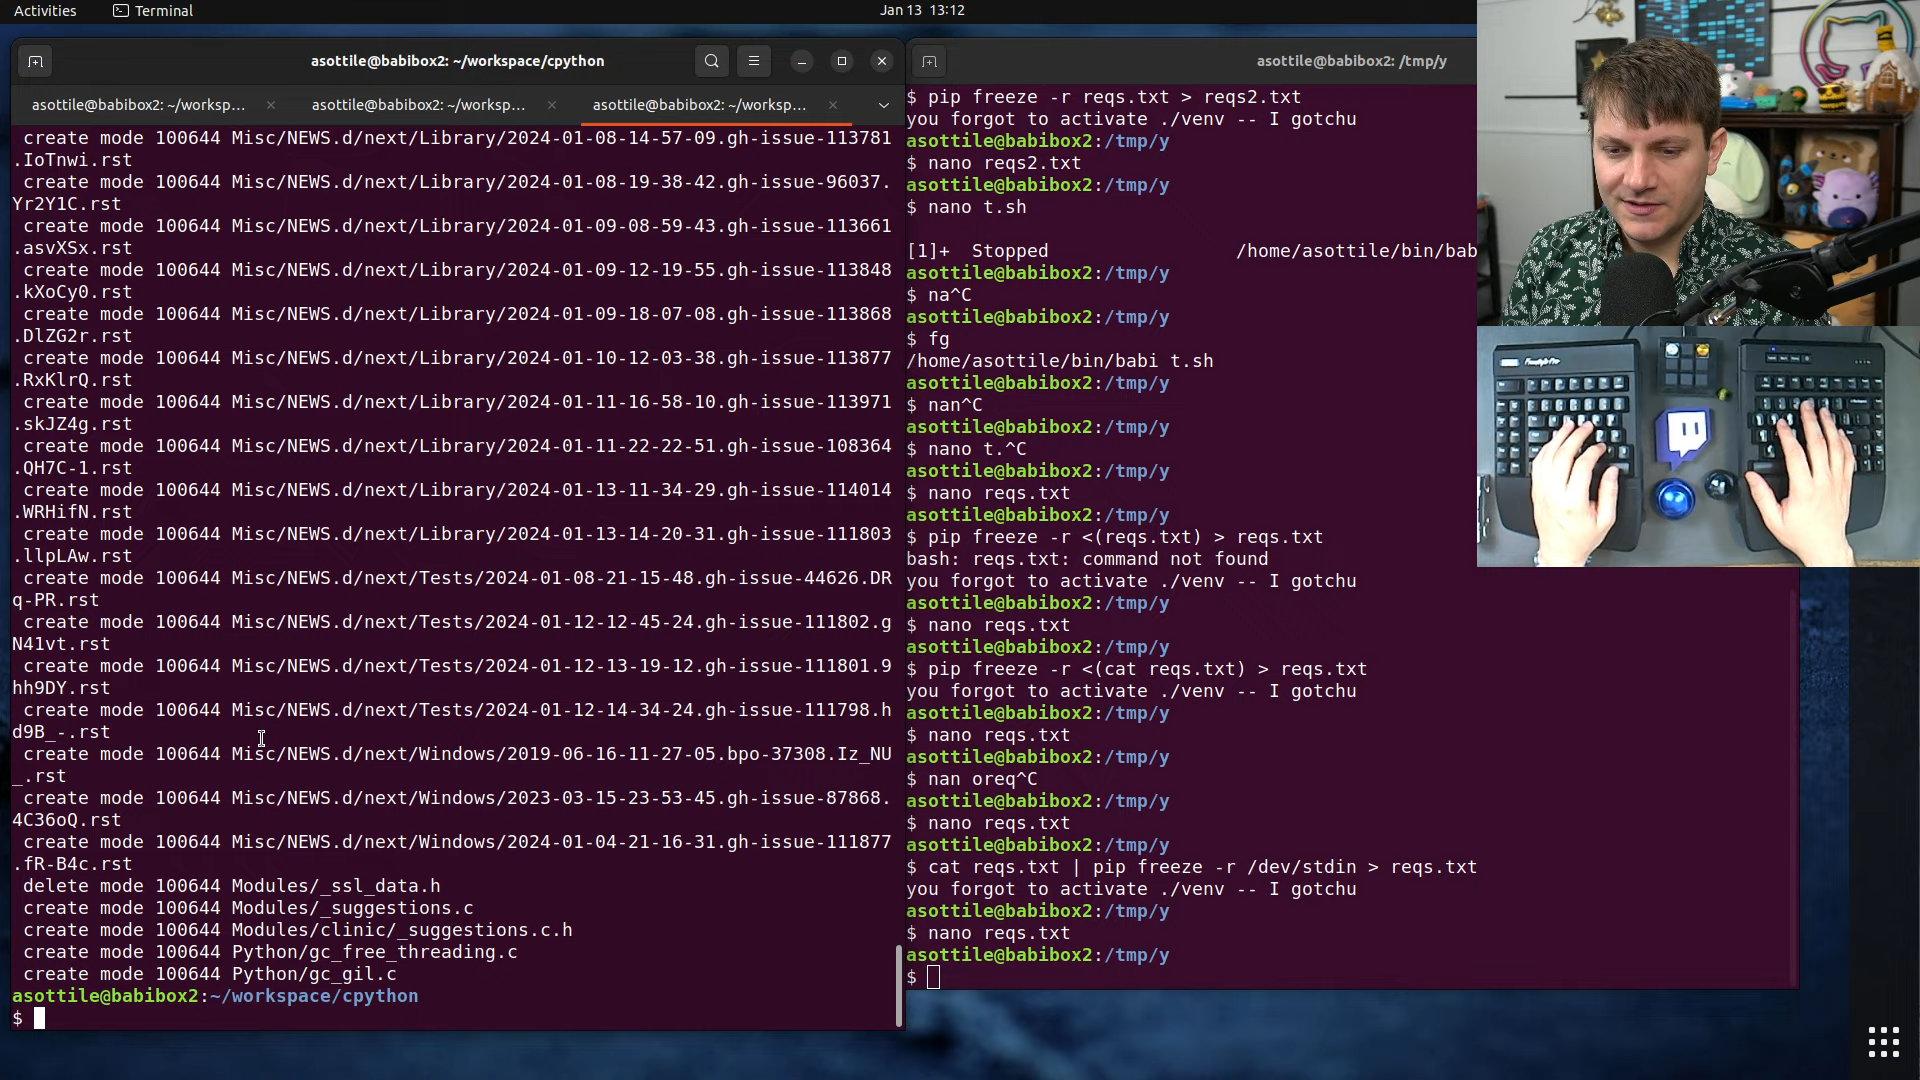 Activities
Terminal
Jan 13 13:12
asottile@babibox2: ~/workspace/cpython
asottile@babibox2: ~/worksp...
asottile@babibox2: ~/worksp...
asottile@babibox2: ~/worksp...
create mode 100644 Misc/NEWS.d/next/Library/2024-01-08-14-57-09.gh-issue-113781
.IoTnwi.rst
create mode 100644 Misc/NEWS.d/next/Library/2024-01-08-19-38-42.gh-issue-96037.
Yr2Y1C.rst
create mode 100644 Misc/NEWS.d/next/Library/2024-01-09-08-59-43.gh-issue-113661
.asvXSx.rst
create mode 100644 Misc/NEWS.d/next/Library/2024-01-09-12-19-55.gh-issue-113848
.kXoCy0.rst
create mode 100644 Misc/NEWS.d/next/Library/2024-01-09-18-07-08.gh-issue-113868
.DlZG2r.rst
create mode 100644 Misc/NEWS.d/next/Library/2024-01-10-12-03-38.gh-issue-113877
.RxKlrQ.rst
create mode 100644 Misc/NEWS.d/next/Library/2024-01-11-16-58-10.gh-issue-113971
.skJZ4g.rst
create mode 100644 Misc/NEWS.d/next/Library/2024-01-11-22-22-51.gh-issue-108364
.QH7C-1.rst
create mode 100644 Misc/NEWS.d/next/Library/2024-01-13-11-34-29.gh-issue-114014
.WRHifN.rst
create mode 100644 Misc/NEWS.d/next/Library/2024-01-13-14-20-31.gh-issue-111803
.llpLAw.rst
create mode 100644 Misc/NEWS.d/next/Tests/2024-01-08-21-15-48.gh-issue-44626.DR
q-PR.rst
create mode 100644 Misc/NEWS.d/next/Tests/2024-01-12-12-45-24.gh-issue-111802.g
N41vt.rst
create mode 100644 Misc/NEWS.d/next/Tests/2024-01-12-13-19-12.gh-issue-111801.9
hh9DY.rst
create mode 100644 Misc/NEWS.d/next/Tests/2024-01-12-14-34-24.gh-issue-111798.h
d9B_-.rst
create mode 100644 Misc/NEWS.d/next/Windows/2019-06-16-11-27-05.bpo-37308.Iz_NU
_.rst
create mode 100644 Misc/NEWS.d/next/Windows/2023-03-15-23-53-45.gh-issue-87868.
4C36oQ.rst
create mode 100644 Misc/NEWS.d/next/Windows/2024-01-04-21-16-31.gh-issue-111877
.fR-B4c.rst
delete mode 100644 Modules/_ssl_data.h
create mode 100644 Modules/_suggestions.c
create mode 100644 Modules/clinic/_suggestions.c.h
create mode 100644 Python/gc_free_threading.c
create mode 100644 Python/gc_gil.c
asottile@babibox2:~/workspace/cpython
$
asottile@babibox2: /tmp/y
$ pip freeze -r reqs.txt > reqs2.txt
you forgot to activate ./venv -- I gotchu
asottile@babibox2:/tmp/y
$ nano reqs2.txt
asottile@babibox2:/tmp/y
$ nano t.sh
[1]+  Stopped                 /home/asottile/bin/bab
asottile@babibox2:/tmp/y
$ na^C
asottile@babibox2:/tmp/y
$ fg
/home/asottile/bin/babi t.sh
asottile@babibox2:/tmp/y
$ nan^C
asottile@babibox2:/tmp/y
$ nano t.^C
asottile@babibox2:/tmp/y
$ nano reqs.txt
asottile@babibox2:/tmp/y
$ pip freeze -r <(reqs.txt) > reqs.txt
bash: reqs.txt: command not found
you forgot to activate ./venv -- I gotchu
asottile@babibox2:/tmp/y
$ nano reqs.txt
asottile@babibox2:/tmp/y
$ pip freeze -r <(cat reqs.txt) > reqs.txt
you forgot to activate ./venv -- I gotchu
asottile@babibox2:/tmp/y
$ nano reqs.txt
asottile@babibox2:/tmp/y
$ nan oreq^C
asottile@babibox2:/tmp/y
$ nano reqs.txt
asottile@babibox2:/tmp/y
$ cat reqs.txt | pip freeze -r /dev/stdin > reqs.txt
you forgot to activate ./venv -- I gotchu
asottile@babibox2:/tmp/y
$ nano reqs.txt
asottile@babibox2:/tmp/y
$